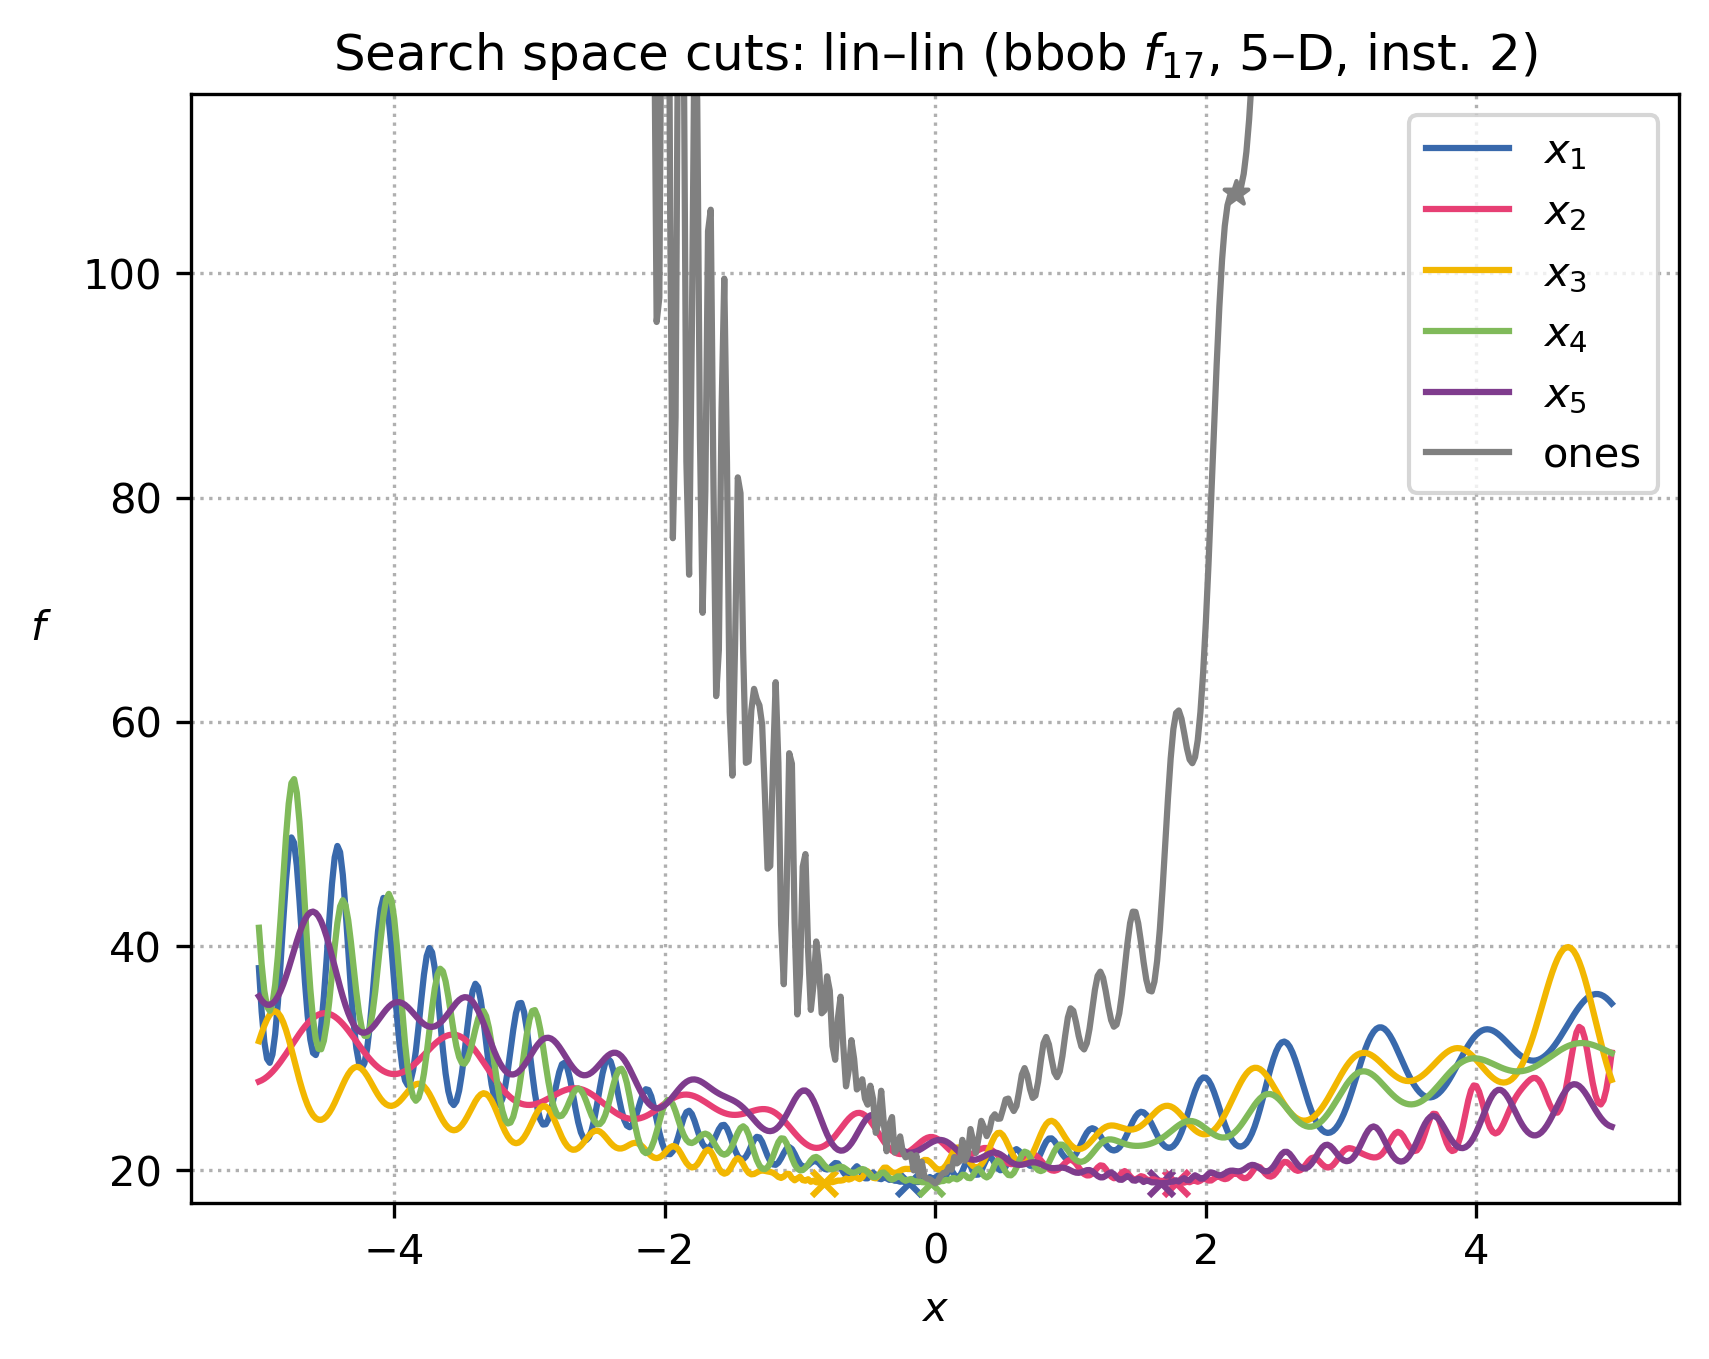 Search space cuts: lin–lin (bbob f₁₇, 5–D, inst. 2)
x₁
x₂
x₃
x₄
x₅
ones
100
80
60
40
20
f
−4 −2 0 2 4
x